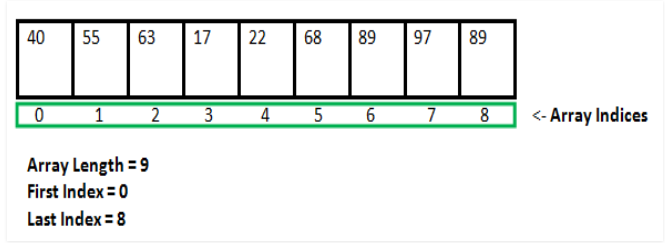 40 55 63 17 22 68 89 97 89
0 1 2 3 4 5 6 7 8 <- Array Indices
Array Length = 9
First Index = 0
Last Index = 8